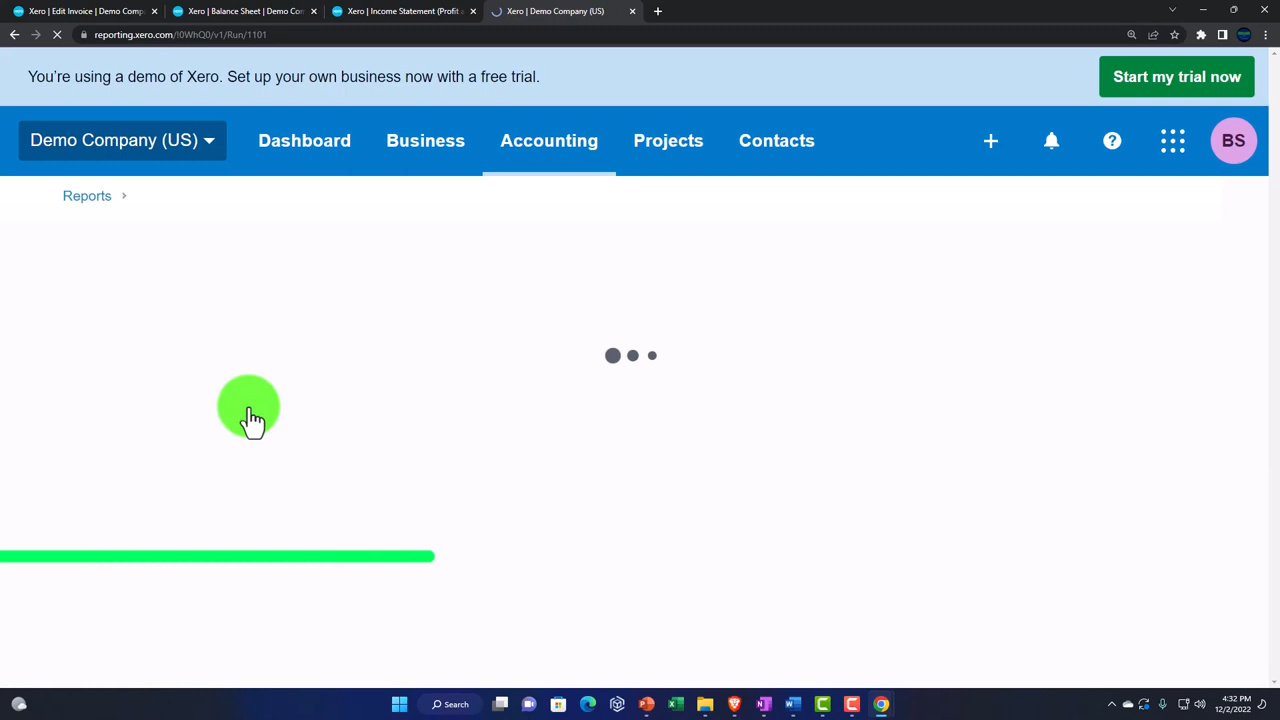 Xero | Edit Invoice | Demo Comp
Xero | Balance Sheet | Demo Con
Xero | Income Statement (Profit a
Xero | Demo Company (US)
reporting.xero.com/!0WhQ0/v1/Run/1101
You're using a demo of Xero. Set up your own business now with a free trial.
Start my trial now
Demo Company (US)
Dashboard
Business
Accounting
Projects
Contacts
BS
Reports
Search
4:32 PM
12/2/2022